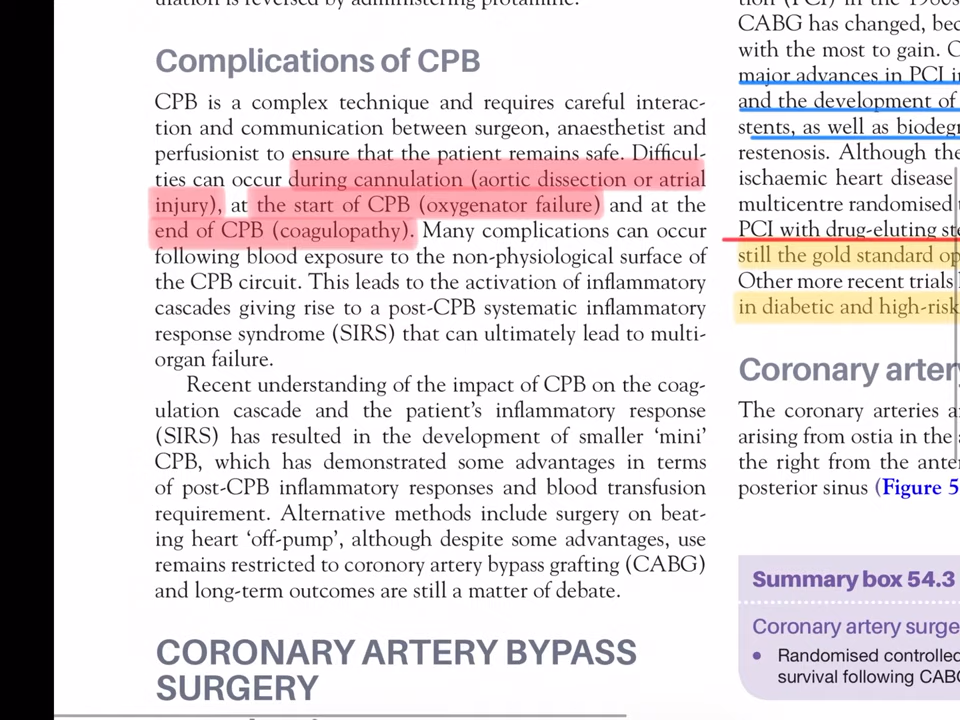 ulation is reversed by administering protamine.
Complications of CPB
CPB is a complex technique and requires careful interac-
tion and communication between surgeon, anaesthetist and
perfusionist to ensure that the patient remains safe. Difficul-
ties can occur during cannulation (aortic dissection or atrial
injury), at the start of CPB (oxygenator failure) and at the
end of CPB (coagulopathy). Many complications can occur
following blood exposure to the non-physiological surface of
the CPB circuit. This leads to the activation of inflammatory
cascades giving rise to a post-CPB systematic inflammatory
response syndrome (SIRS) that can ultimately lead to multi-
organ failure.
Recent understanding of the impact of CPB on the coag-
ulation cascade and the patient’s inflammatory response
(SIRS) has resulted in the development of smaller ‘mini’
CPB, which has demonstrated some advantages in terms
of post-CPB inflammatory responses and blood transfusion
requirement. Alternative methods include surgery on beat-
ing heart ‘off-pump’, although despite some advantages, use
remains restricted to coronory artery bypass grafting (CABG)
and long-term outcomes are still a matter of debate.
CORONARY ARTERY BYPASS
SURGERY
CABG has changed, bec
with the most to gain. C
major advances in PCI i
and the development of
stents, as well as biodegr
restenosis. Although the
ischaemic heart disease
multicentre randomised
PCI with drug-eluting ste
still the gold standard op
Other more recent trials
in diabetic and high-risk
Coronary arter
The coronary arteries a
arising from ostia in the
the right from the ante
posterior sinus (Figure 5
Summary box 54.3
Coronary artery surge
• Randomised controlled
survival following CABG